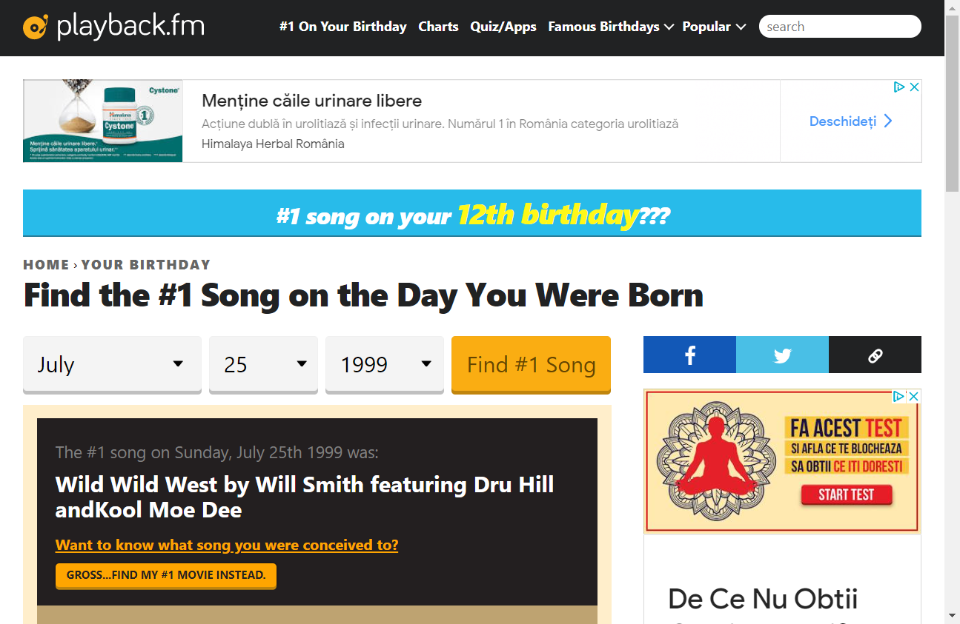 playback.fm
#1 On Your Birthday Charts Quiz/Apps Famous Birthdays Popular search
Cystone
Himalaya
Cystone
1
Menține căile urinare libere.
Menține căile urinare libere
Acțiune dublă în urolitiază și infecții urinare. Numărul 1 în România categoria urolitiază
Himalaya Herbal România
Deschideți
#1 song on your 12th birthday???
HOME › YOUR BIRTHDAY
Find the #1 Song on the Day You Were Born
July 25 1999 Find #1 Song
The #1 song on Sunday, July 25th 1999 was:
Wild Wild West by Will Smith featuring Dru Hill
andKool Moe Dee
Want to know what song you were conceived to?
GROSS...FIND MY #1 MOVIE INSTEAD.
FA ACEST TEST
SI AFLA CE TE BLOCHEAZA
SA OBTII CE ITI DORESTI
START TEST
De Ce Nu Obtii